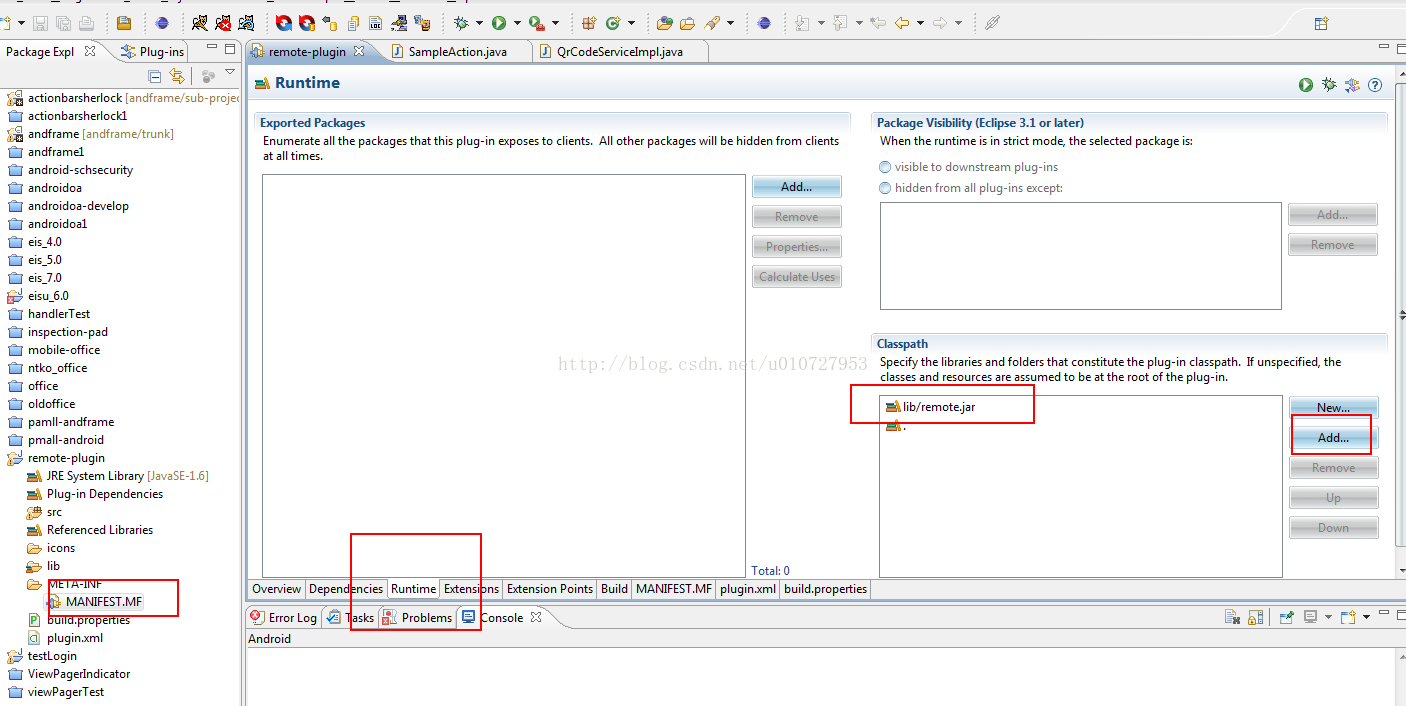 Package Expl
Plug-ins
remote-plugin
SampleAction.java
QrCodeServiceImpl.java
actionbarsherlock [andframe/sub-projec
actionbarsherlock1
andframe [andframe/trunk]
andframe1
android-schsecurity
androidoa
androidoa-develop
androidoa1
eis_4.0
eis_5.0
eis_7.0
eisu_6.0
handlerTest
inspection-pad
mobile-office
ntko_office
office
oldoffice
pamll-andframe
pmall-android
remote-plugin
JRE System Library [JavaSE-1.6]
Plug-in Dependencies
src
Referenced Libraries
icons
lib
META-INF
MANIFEST.MF
build.properties
plugin.xml
testLogin
ViewPagerIndicator
viewPagerTest
Runtime
Exported Packages
Enumerate all the packages that this plug-in exposes to clients. All other packages will be hidden from clients
at all times.
Add...
Remove
Properties...
Calculate Uses
Total: 0
Package Visibility (Eclipse 3.1 or later)
When the runtime is in strict mode, the selected package is:
visible to downstream plug-ins
hidden from all plug-ins except:
Add...
Remove
Classpath
Specify the libraries and folders that constitute the plug-in classpath. If unspecified, the
classes and resources are assumed to be at the root of the plug-in.
lib/remote.jar
.
New...
Add...
Remove
Up
Down
http://blog.csdn.net/u010727953
Overview
Dependencies
Runtime
Extensions
Extension Points
Build
MANIFEST.MF
plugin.xml
build.properties
Error Log
Tasks
Problems
Console
Android